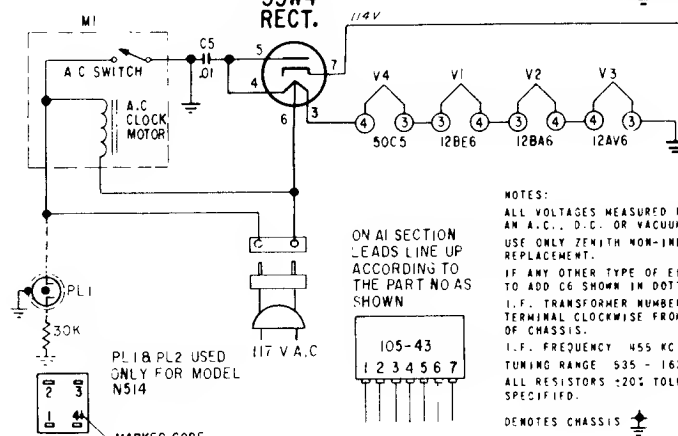 35W4
RECT.
114V
M1
A C SWITCH
A.C
CLOCK
MOTOR
C5
.01
5
4
7
6
3
V4
V1
V2
V3
4
3
3
4
3
4
4
3
50C5
12BE6
12BA6
12AV6
PL1
30K
117 V A.C
PL1 & PL2 USED
ONLY FOR MODEL
N514
2 3
1 4
ON A1 SECTION
LEADS LINE UP
ACCORDING TO
THE PART NO AS
SHOWN
105-43
1 2 3 4 5 6 7
NOTES:
ALL VOLTAGES MEASURED
AN A.C., D.C. OR VACUU
USE ONLY ZENITH NON-IN
REPLACEMENT.
IF ANY OTHER TYPE OF
TO ADD C6 SHOWN IN DOT
I.F. TRANSFORMER NUMBER
TERMINAL CLOCKWISE FRO
OF CHASSIS.
I.F. FREQUENCY 455 KC
TUNING RANGE 535 - 16
ALL RESISTORS ±20% TOL
SPECIFIED.
DENOTES CHASSIS
MARKER CODE